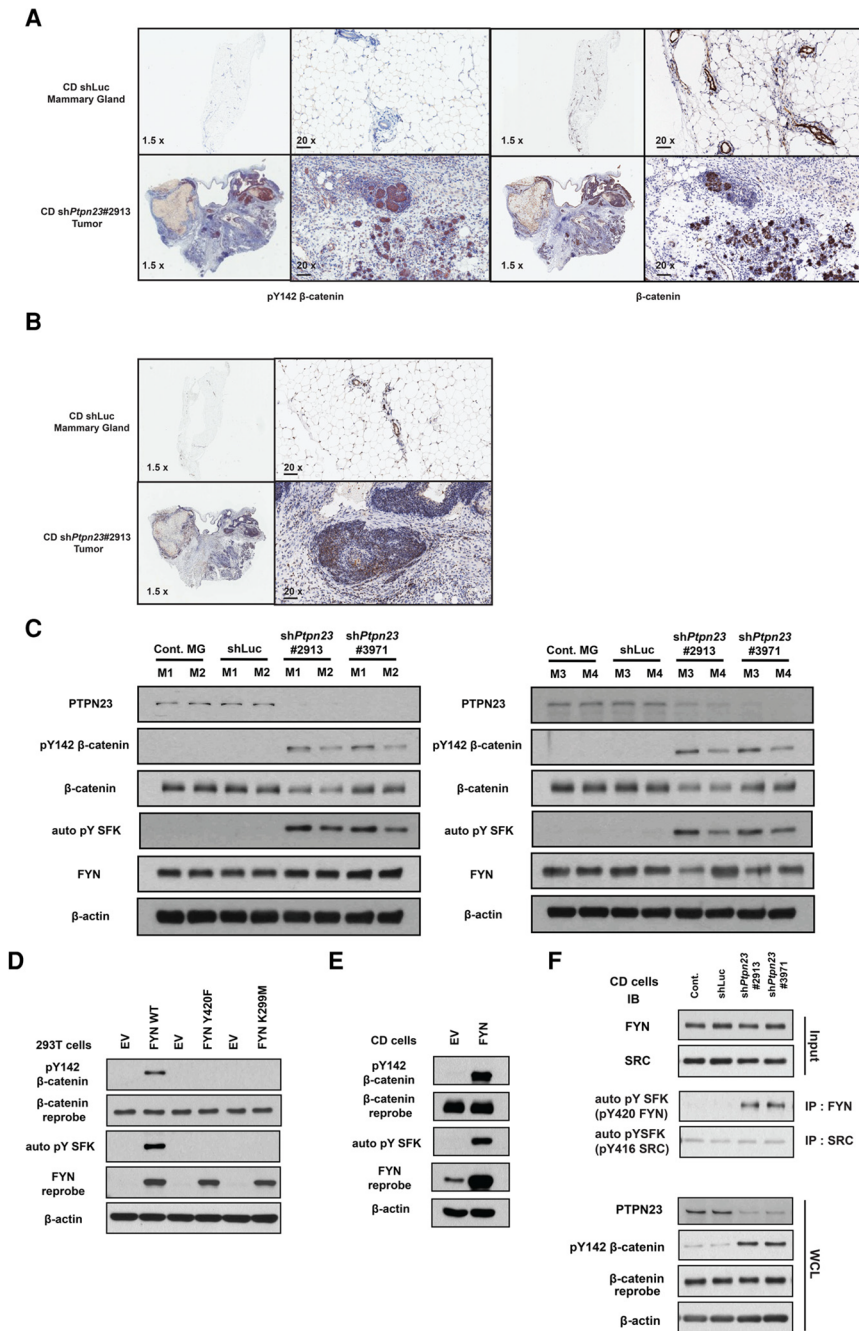 A
CD shLuc
Mammary Gland
1.5 x
20 x
1.5 x
20 x
CD shPtpn23#2913
Tumor
1.5 x
20 x
1.5 x
20 x
pY142 β-catenin
β-catenin
B
CD shLuc
Mammary Gland
1.5 x
20 x
CD shPtpn23#2913
Tumor
1.5 x
20 x
C
Cont. MG
shLuc
shPtpn23
#2913
shPtpn23
#3971
M1 M2 M1 M2 M1 M2 M1 M2
PTPN23
pY142 β-catenin
β-catenin
auto pY SFK
FYN
β-actin
Cont. MG
shLuc
shPtpn23
#2913
shPtpn23
#3971
M3 M4 M3 M4 M3 M4 M3 M4
PTPN23
pY142 β-catenin
β-catenin
auto pY SFK
FYN
β-actin
D
293T cells
EV
FYN WT
EV
FYN Y420F
EV
FYN K299M
pY142
β-catenin
β-catenin
reprobe
auto pY SFK
FYN
reprobe
β-actin
E
CD cells
EV
FYN
pY142
β-catenin
β-catenin
reprobe
auto pY SFK
FYN
reprobe
β-actin
F
CD cells
IB
Cont.
shLuc
shPtpn23
#2913
shPtpn23
#3971
FYN
SRC
Input
auto pY SFK
(pY420 FYN)
IP : FYN
auto pYSFK
(pY416 SRC)
IP : SRC
PTPN23
pY142 β-catenin
β-catenin
reprobe
β-actin
WCL